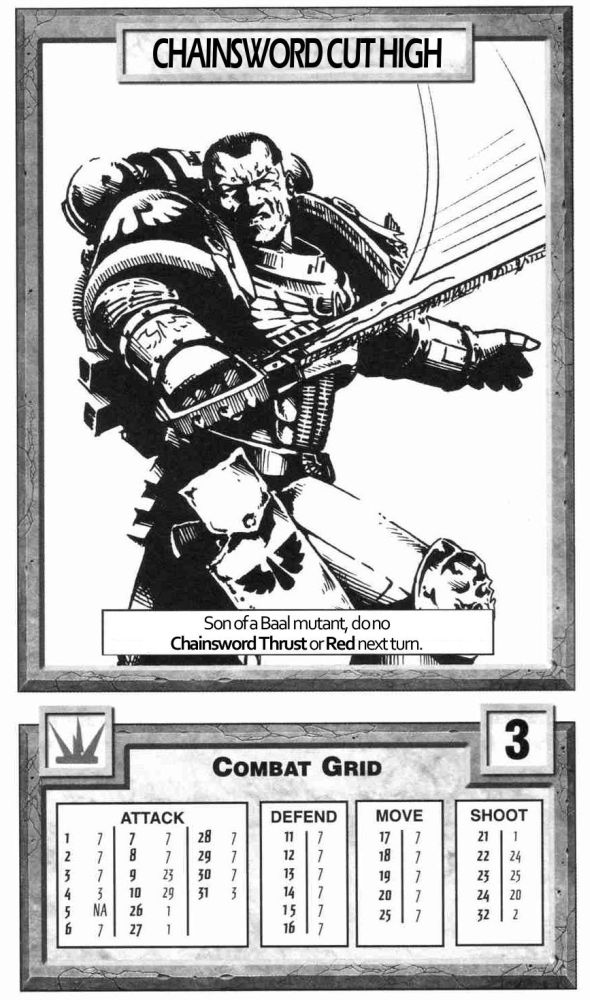 CHAINSWORD CUT HIGH
Son of a Baal mutant, do no
Chainsword Thrust or Red next turn.
3
COMBAT GRID
ATTACK
1 7 7 7 28 7
2 7 8 7 29 7
3 7 9 23 30 7
4 3 10 29 31 3
5 NA 26 1
6 7 27 1
DEFEND
11 7
12 7
13 7
14 7
15 7
16 7
MOVE
17 7
18 7
19 7
20 7
25 7
SHOOT
21 1
22 24
23 25
24 20
32 2